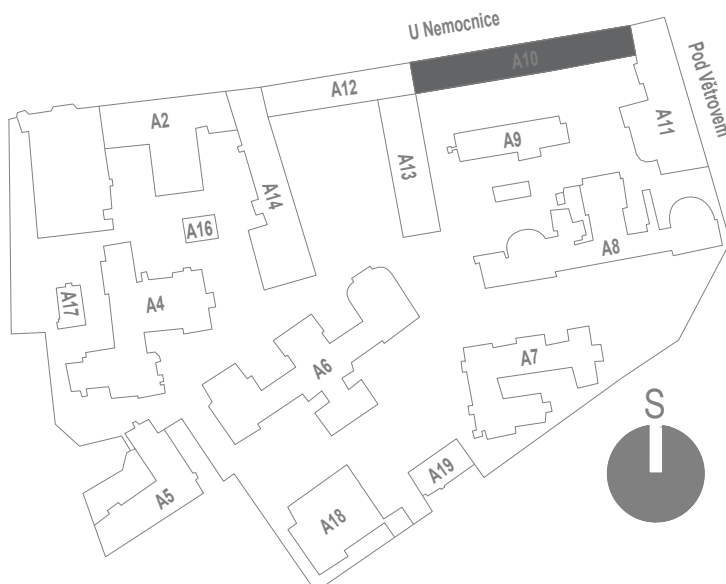 U Nemocnice
Pod Větrovem
A10
A12
A2
A11
A9
A13
A14
A16
A8
A17
A4
A7
A6
S
A19
A5
A18